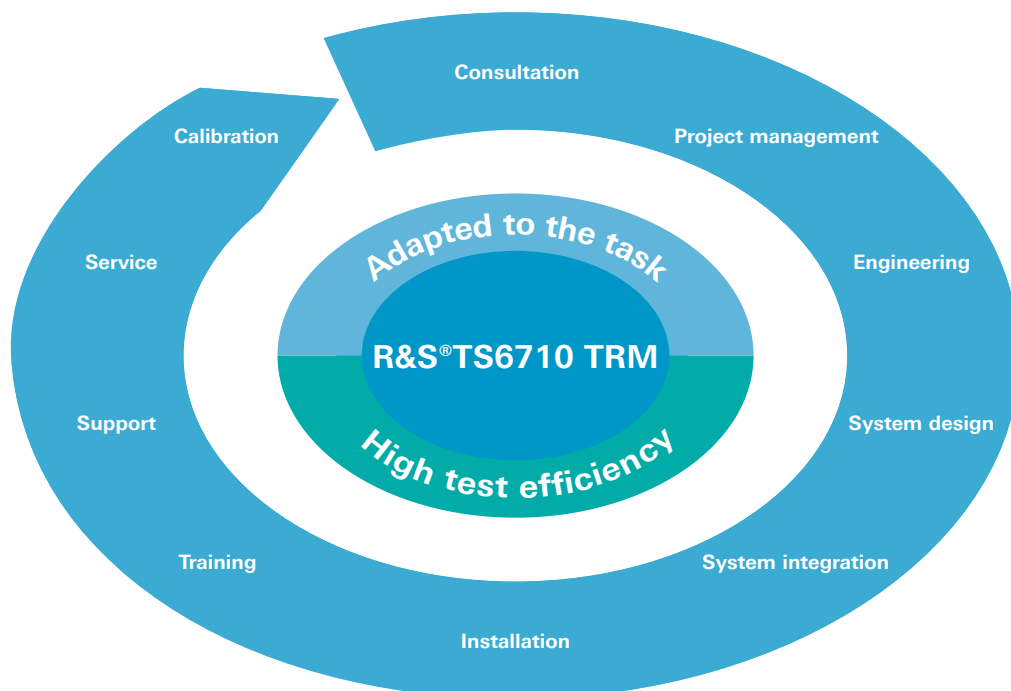 Consultation
Project management
Engineering
System design
System integration
Installation
Training
Support
Service
Calibration
Adapted to the task
R&S®TS6710 TRM
High test efficiency